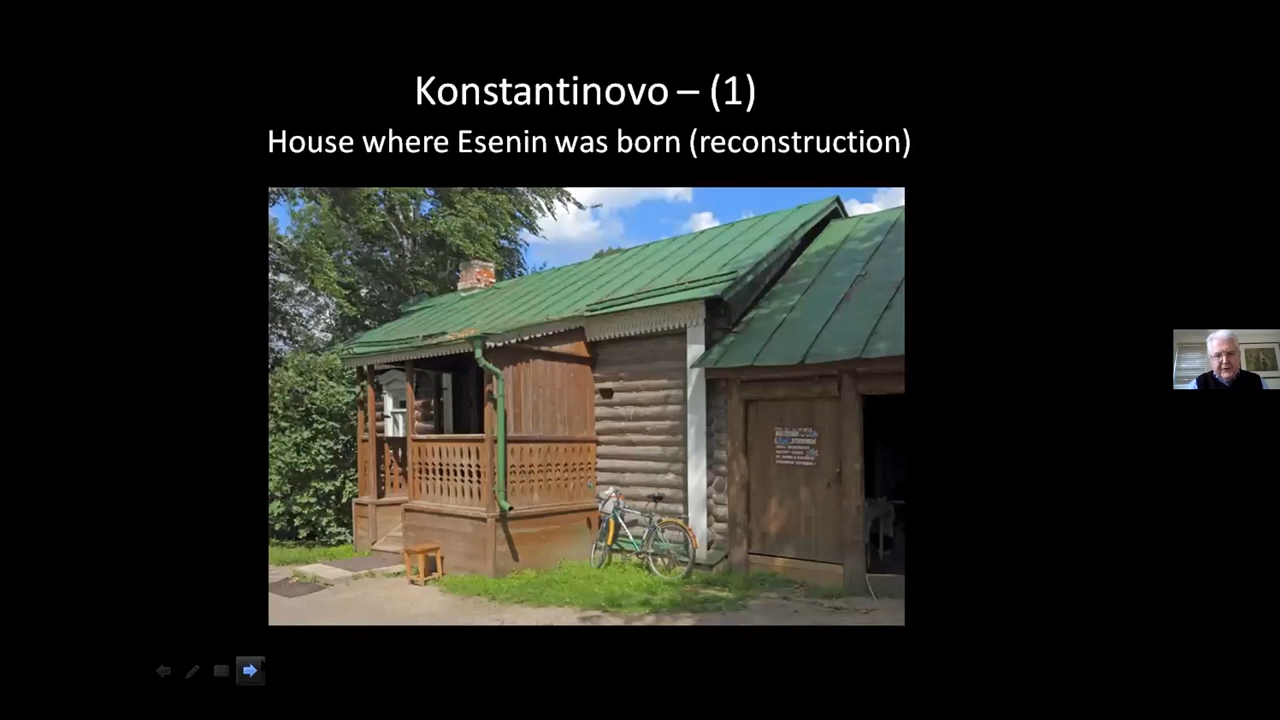 Konstantinovo – (1)
House where Esenin was born (reconstruction)